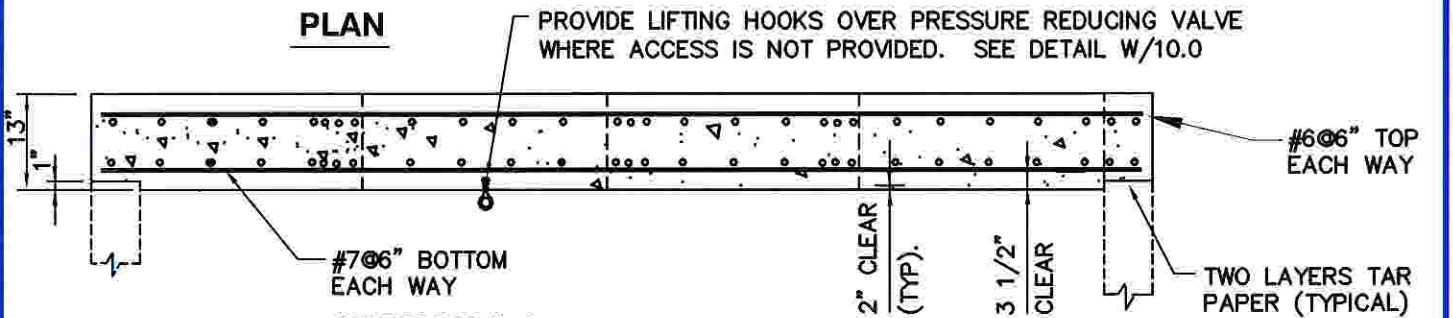 PLAN
PROVIDE LIFTING HOOKS OVER PRESSURE REDUCING VALVE
WHERE ACCESS IS NOT PROVIDED. SEE DETAIL W/10.0
13"
1"
#6@6" TOP
EACH WAY
#7@6" BOTTOM
EACH WAY
2" CLEAR
(TYP).
3 1/2"
CLEAR
TWO LAYERS TAR
PAPER (TYPICAL)